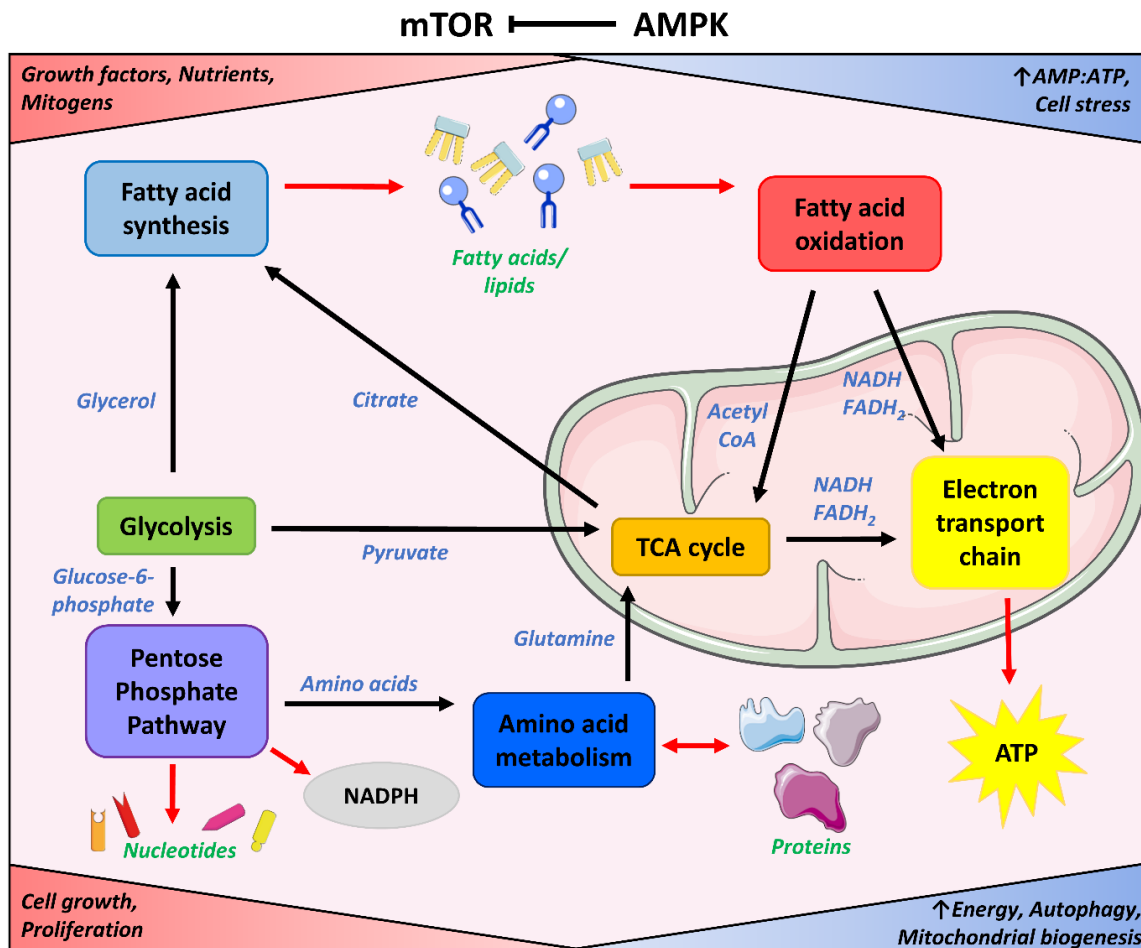 mTOR AMPK
Growth factors, Nutrients,
Mitogens
↑AMP:ATP,
Cell stress
Fatty acid
synthesis
Fatty acids/
lipids
Fatty acid
oxidation
Glycerol
Citrate
Acetyl
CoA
NADH
FADH₂
Glycolysis
Pyruvate
TCA cycle
NADH
FADH₂
Electron
transport
chain
Glucose-6-
phosphate
Pentose
Phosphate
Pathway
Amino acids
Glutamine
Amino acid
metabolism
NADPH
Nucleotides
Proteins
ATP
Cell growth,
Proliferation
↑Energy, Autophagy,
Mitochondrial biogenesis